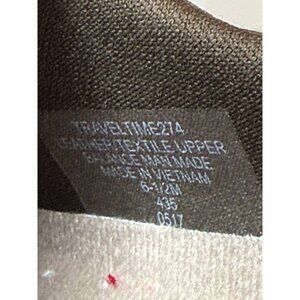 TRAVELTIME274
LEATHER/TEXTILE UPPER
BALANCE MAN MADE
MADE IN VIETNAM
6-1/2M
435
0517